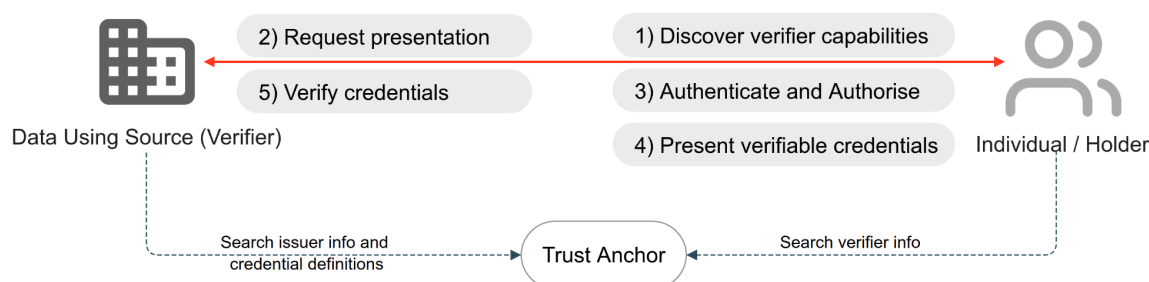 2) Request presentation
1) Discover verifier capabilities
5) Verify credentials
3) Authenticate and Authorise
4) Present verifiable credentials
Data Using Source (Verifier)
Individual / Holder
Search issuer info and
credential definitions
Trust Anchor
Search verifier info